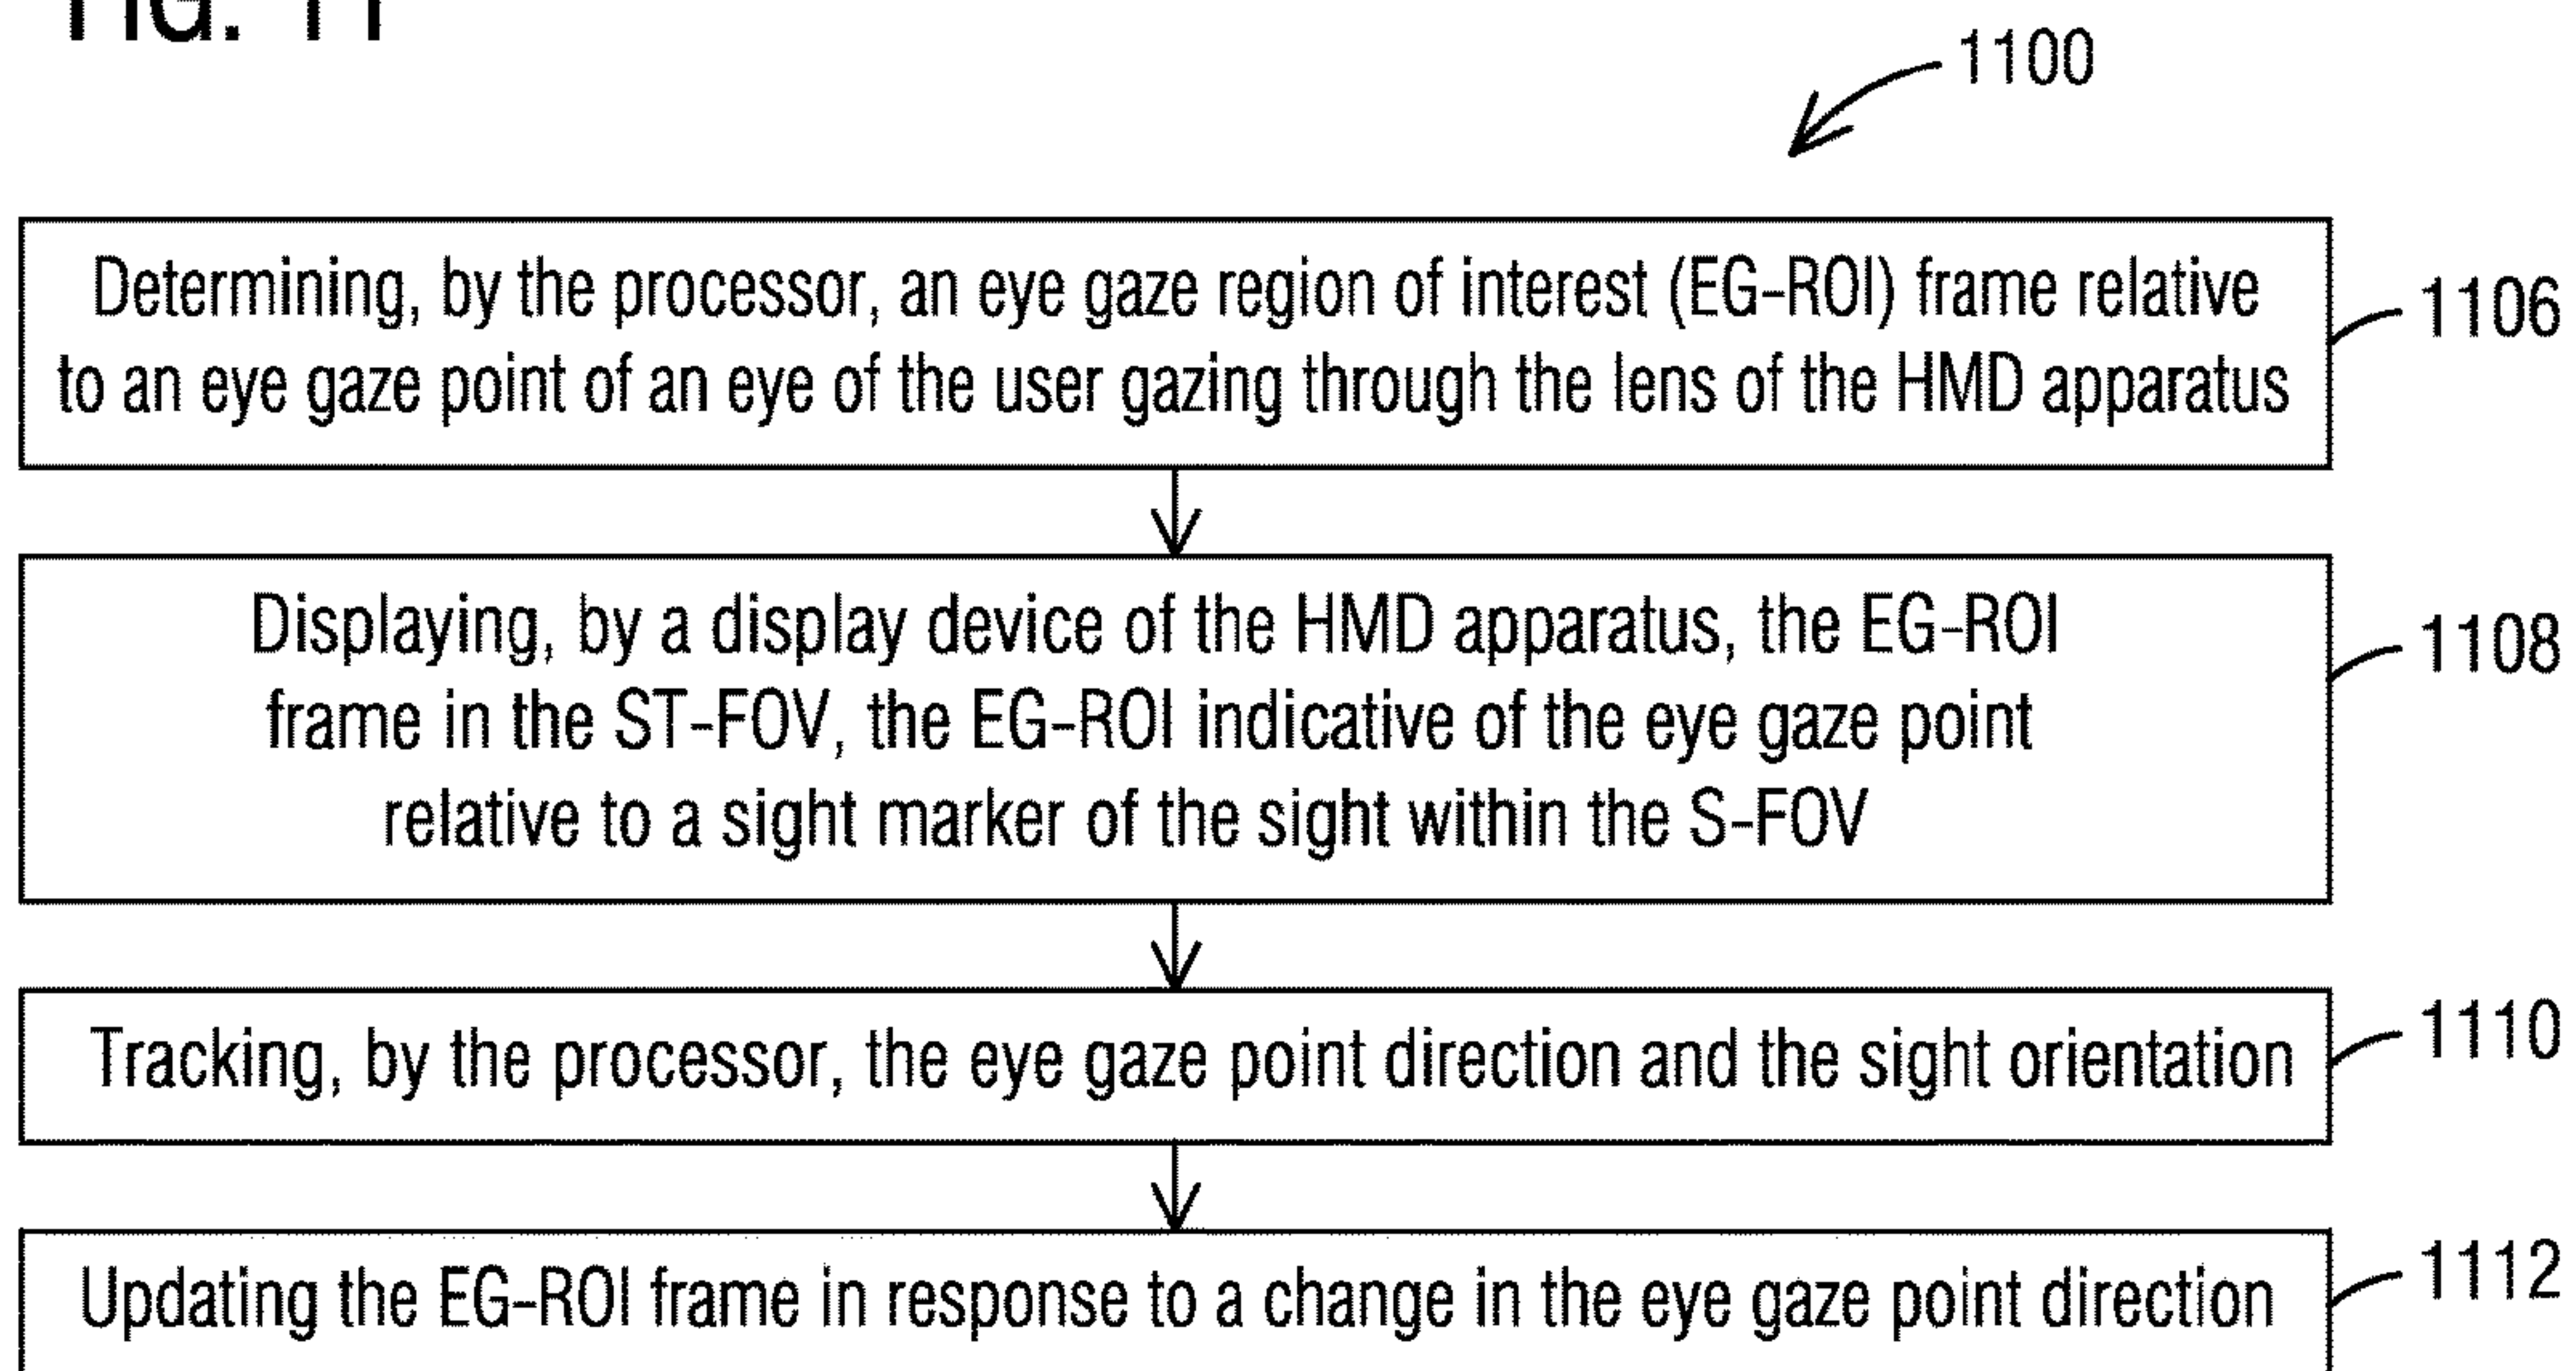 FIG. 11
1100
Determining, by the processor, an eye gaze region of interest (EG-ROI) frame relative
to an eye gaze point of an eye of the user gazing through the lens of the HMD apparatus
1106
Displaying, by a display device of the HMD apparatus, the EG-ROI
frame in the ST-FOV, the EG-ROI indicative of the eye gaze point
relative to a sight marker of the sight within the S-FOV
1108
Tracking, by the processor, the eye gaze point direction and the sight orientation
1110
Updating the EG-ROI frame in response to a change in the eye gaze point direction
1112